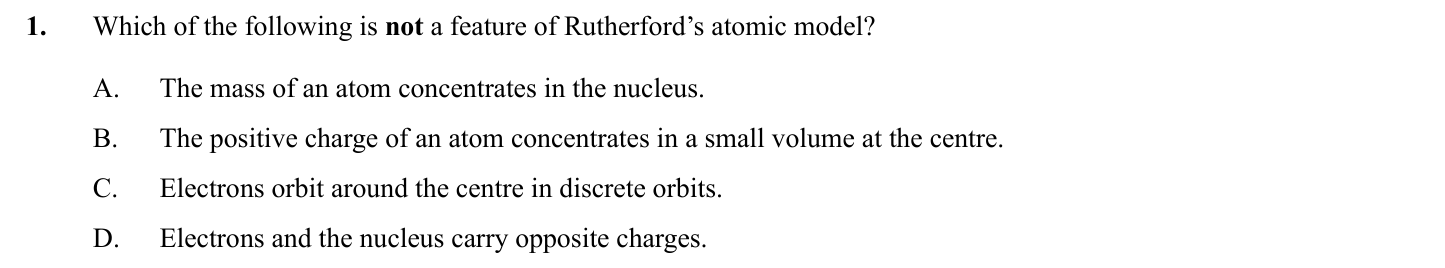 1. Which of the following is not a feature of Rutherford’s atomic model?
A. The mass of an atom concentrates in the nucleus.
B. The positive charge of an atom concentrates in a small volume at the centre.
C. Electrons orbit around the centre in discrete orbits.
D. Electrons and the nucleus carry opposite charges.